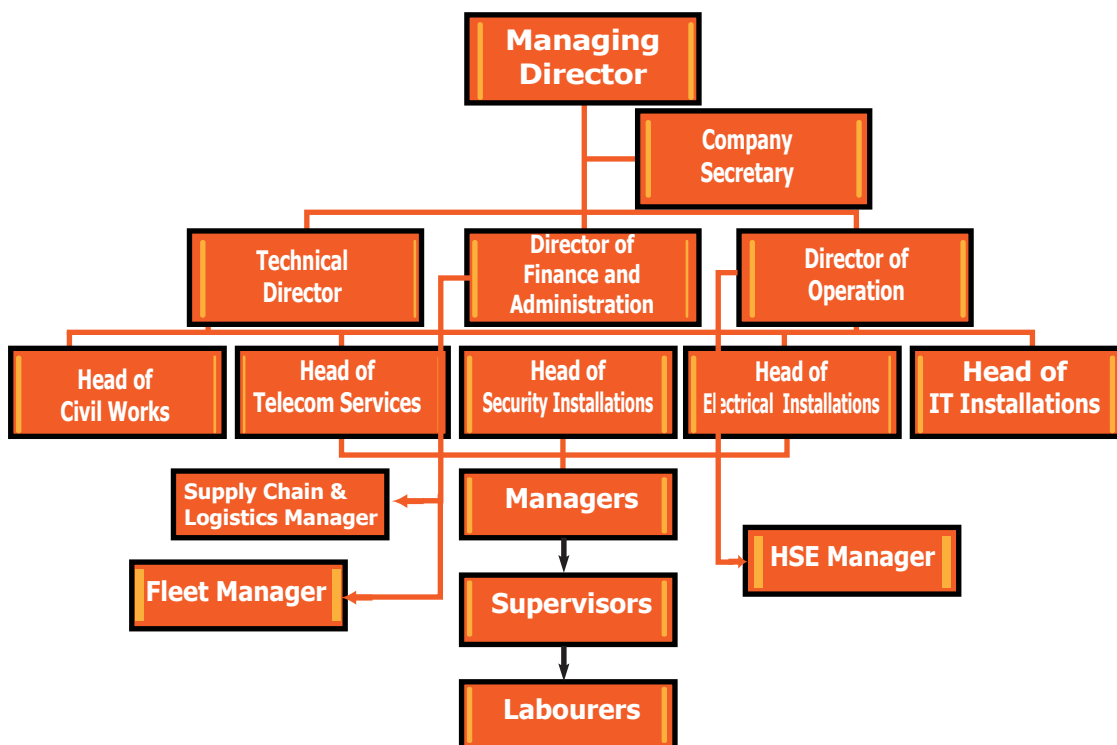 Managing
Director
Company
Secretary
Technical
Director
Director of
Finance and
Administration
Director of
Operation
Head of
Civil Works
Head of
Telecom Services
Head of
Security Installations
Head of
Electrical Installations
Head of
IT Installations
Supply Chain &
Logistics Manager
Managers
HSE Manager
Fleet Manager
Supervisors
Labourers